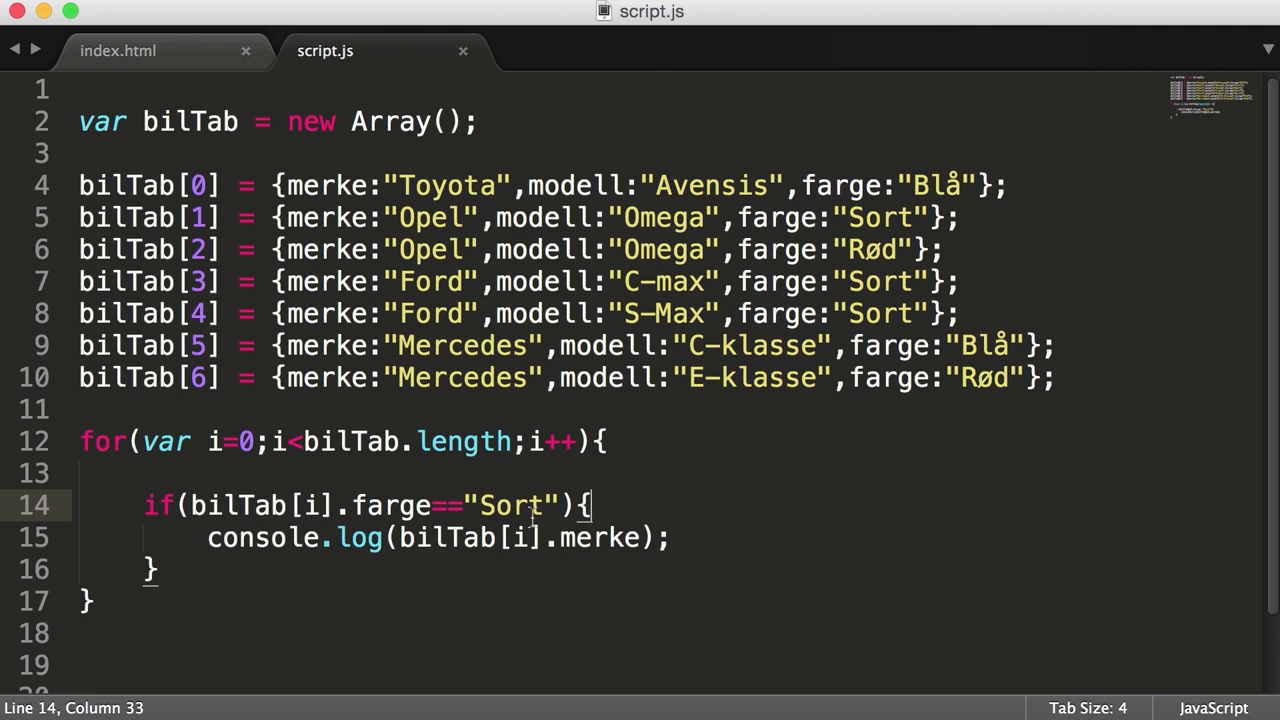 script.js
index.html
script.js
1
2 var bilTab = new Array();
3
4 bilTab[0] = {merke:"Toyota",modell:"Avensis",farge:"Blå"};
5 bilTab[1] = {merke:"Opel",modell:"Omega",farge:"Sort"};
6 bilTab[2] = {merke:"Opel",modell:"Omega",farge:"Rød"};
7 bilTab[3] = {merke:"Ford",modell:"C-max",farge:"Sort"};
8 bilTab[4] = {merke:"Ford",modell:"S-Max",farge:"Sort"};
9 bilTab[5] = {merke:"Mercedes",modell:"C-klasse",farge:"Blå"};
10 bilTab[6] = {merke:"Mercedes",modell:"E-klasse",farge:"Rød"};
11
12 for(var i=0;i<bilTab.length;i++){
13
14 if(bilTab[i].farge=="Sort"){
15 console.log(bilTab[i].merke);
16 }
17 }
18
19
20
Line 14, Column 33
Tab Size: 4
JavaScript